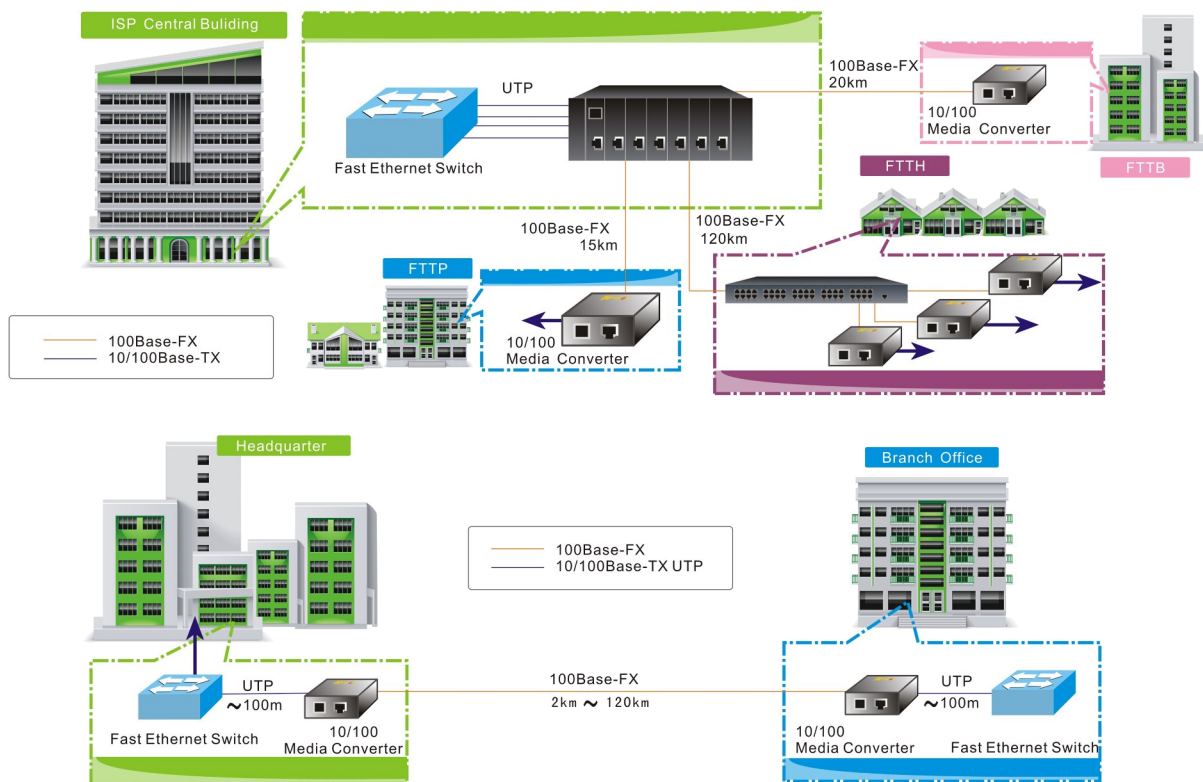 ISP Central Buliding
UTP
Fast Ethernet Switch
100Base-FX
20km
10/100
Media Converter
FTTB
FTTH
100Base-FX
15km
100Base-FX
120km
FTTP
10/100
Media Converter
100Base-FX
10/100Base-TX
Headquarter
Branch Office
100Base-FX
10/100Base-TX UTP
UTP
~100m
Fast Ethernet Switch
10/100
Media Converter
100Base-FX
2km ~ 120km
UTP
~100m
10/100
Media Converter
Fast Ethernet Switch